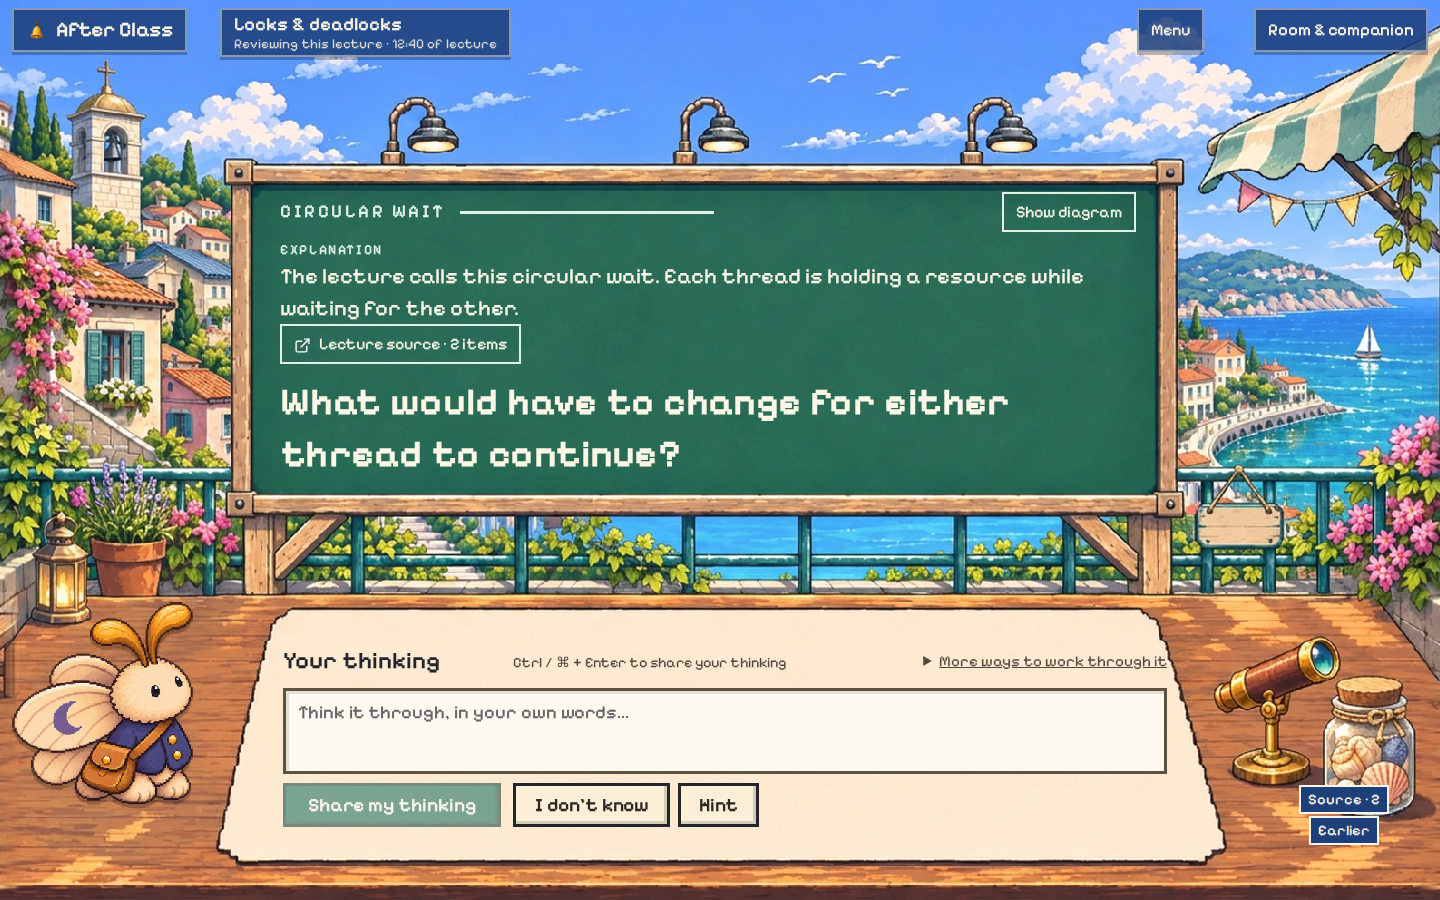 After Class
Locks & deadlocks
Reviewing this lecture · 12:40 of lecture
Menu
Room & companion
CIRCULAR WAIT
Show diagram
EXPLANATION
The lecture calls this circular wait. Each thread is holding a resource while
waiting for the other.
Lecture source · 2 items
What would have to change for either
thread to continue?
Your thinking
Ctrl / ⌘ + Enter to share your thinking
▶ More ways to work through it
Think it through, in your own words...
Share my thinking
I don't know
Hint
Source · 2
Earlier